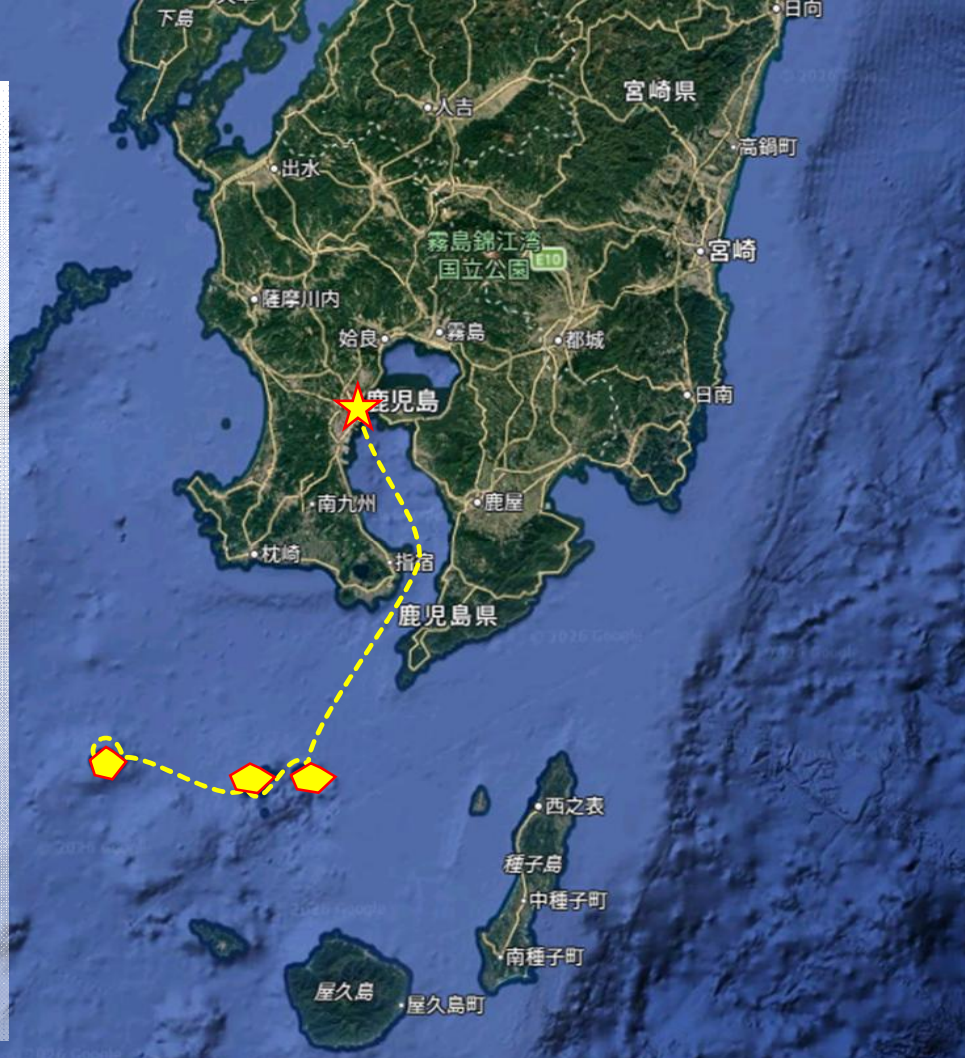 下島
日向
宮崎県
人吉
高鍋町
出水
霧島錦江湾
国立公園
E10
宮崎
薩摩川内
姶良
霧島
都城
鹿児島
日南
南九州
鹿屋
枕崎
指宿
鹿児島県
© 2026 Google
西之表
種子島
中種子町
南種子町
屋久島
屋久島町